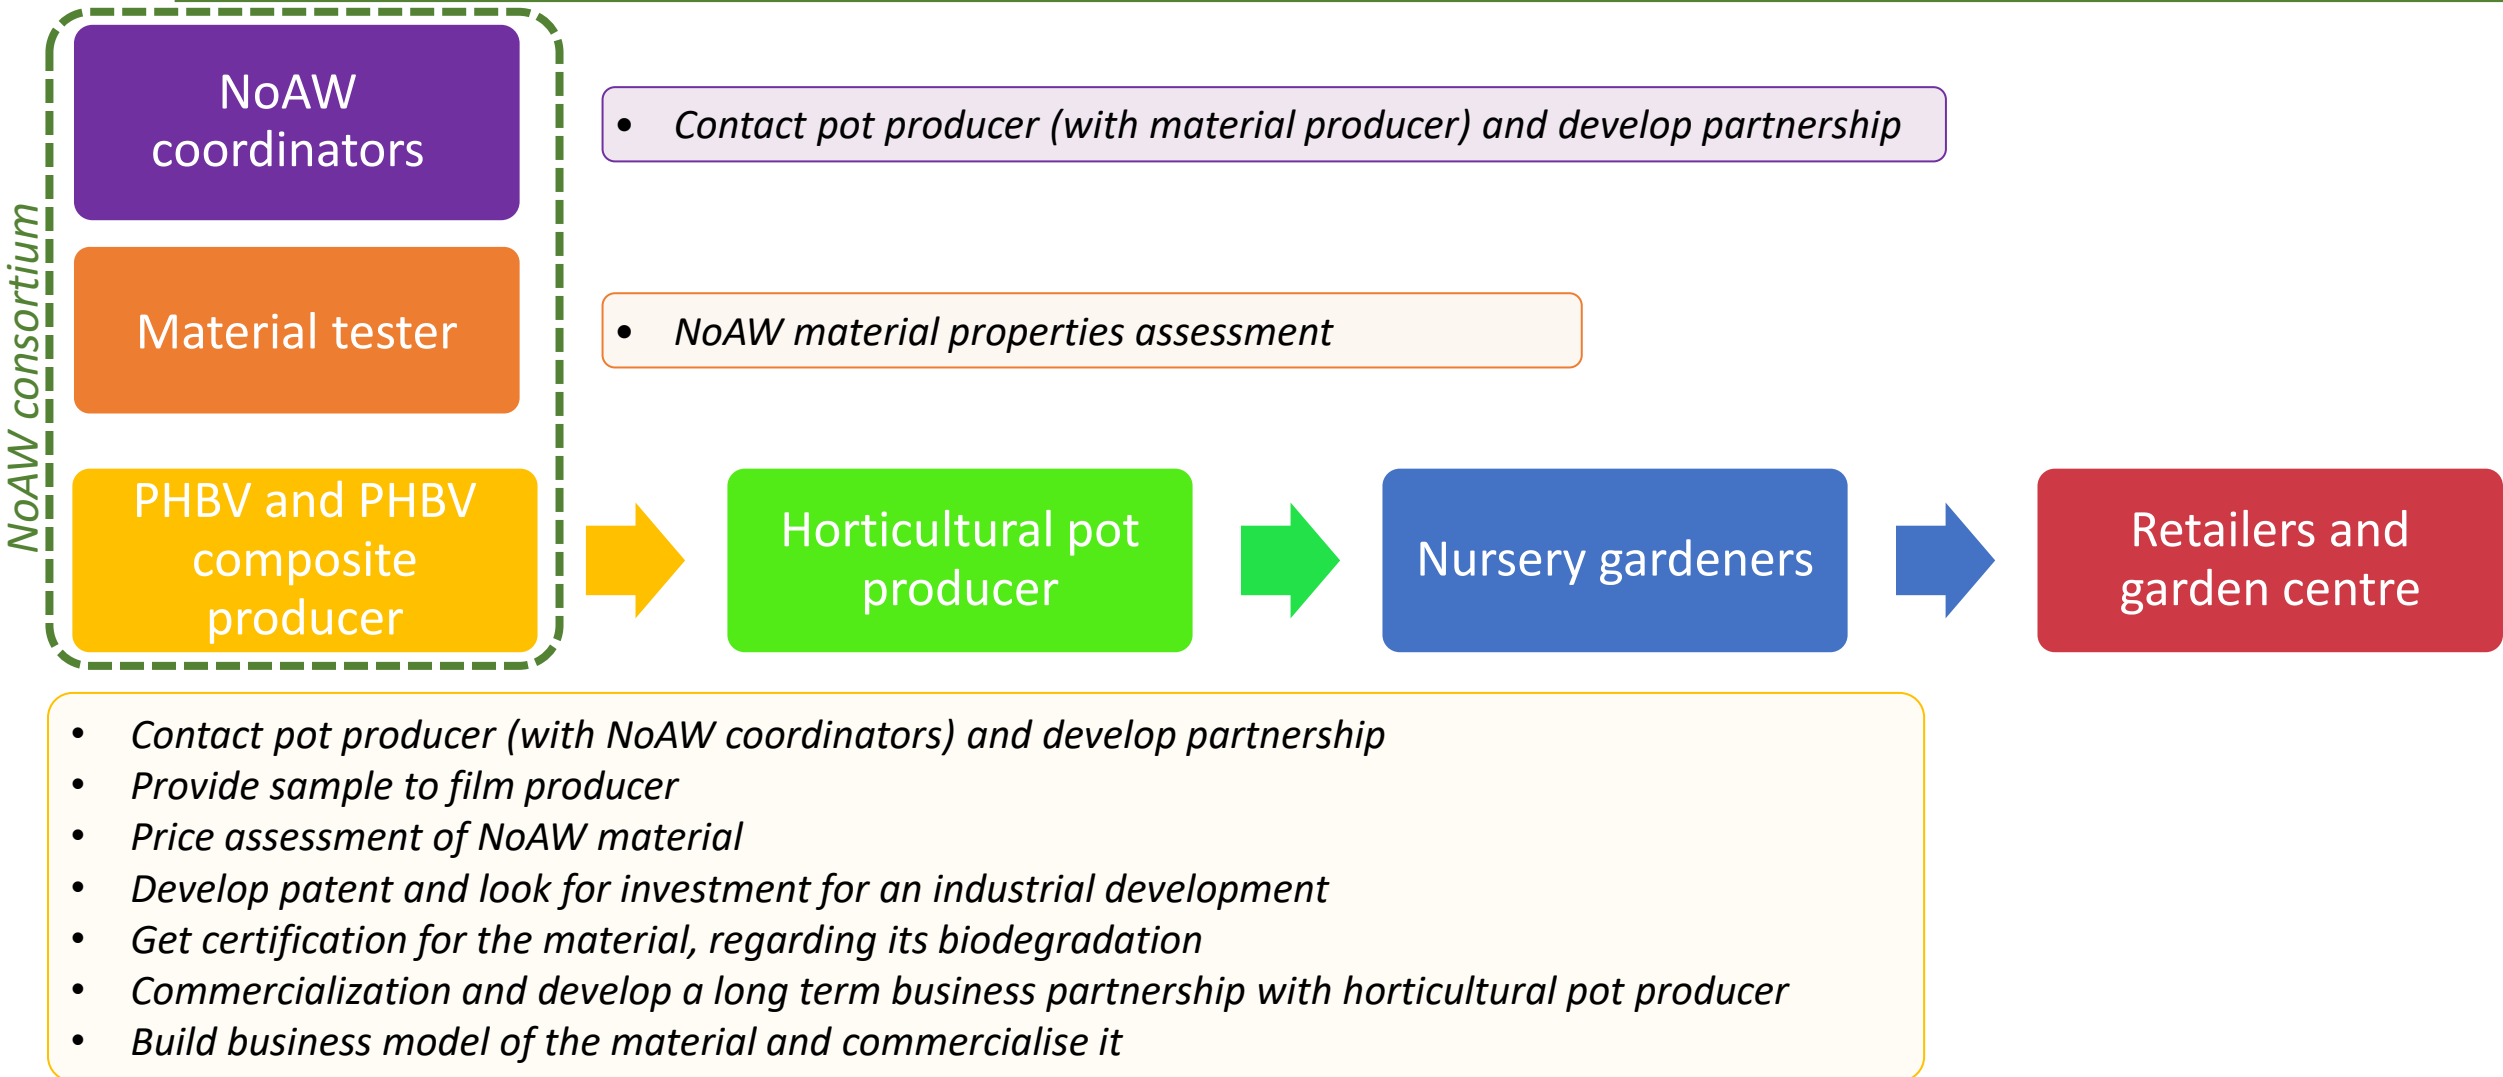 NoAW consortium
NoAW
coordinators
• Contact pot producer (with material producer) and develop partnership
Material tester
• NoAW material properties assessment
PHBV and PHBV
composite
producer
Horticultural pot
producer
Nursery gardeners
Retailers and
garden centre
• Contact pot producer (with NoAW coordinators) and develop partnership
• Provide sample to film producer
• Price assessment of NoAW material
• Develop patent and look for investment for an industrial development
• Get certification for the material, regarding its biodegradation
• Commercialization and develop a long term business partnership with horticultural pot producer
• Build business model of the material and commercialise it